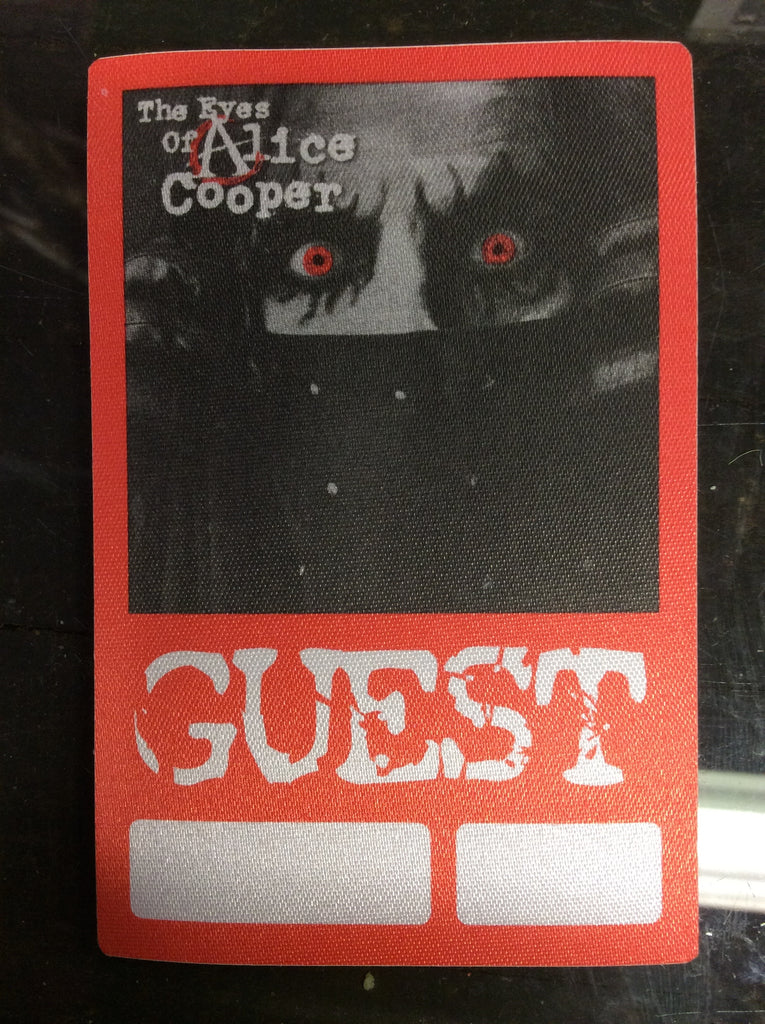 The Eyes
Of Alice
Cooper
GUEST